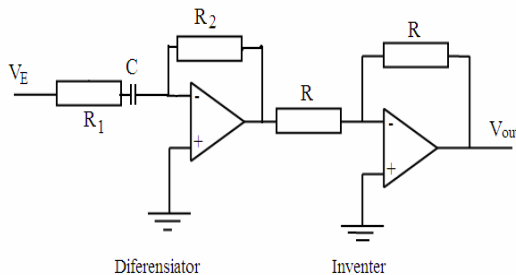 R2
R
VE
C
R
R1
-
+
-
+
Vout
Diferensiator
Inventer